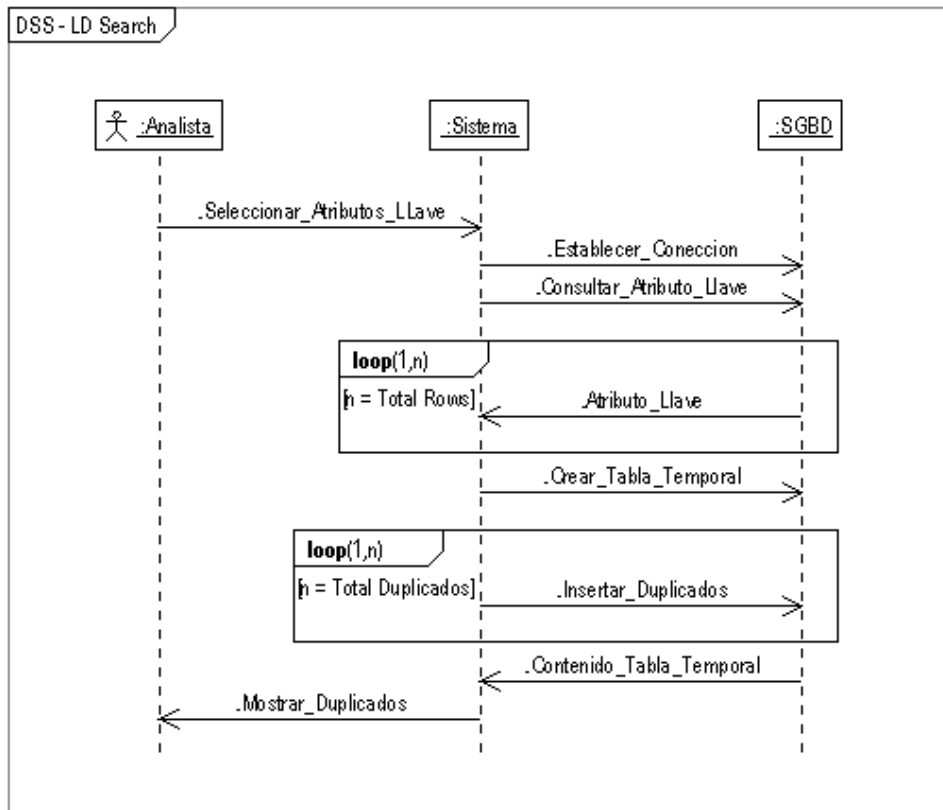 DSS - LD Search
:Analista
:Sistema
:SGBD
.Seleccionar_Atributos_LLave
.Establecer_Coneccion
.Consultar_Atributo_Llave
loop(1,n)
[n = Total Rows]
.Atributo_Llave
.Crear_Tabla_Temporal
loop(1,n)
[n = Total Duplicados]
.Insertar_Duplicados
.Contenido_Tabla_Temporal
.Mostrar_Duplicados